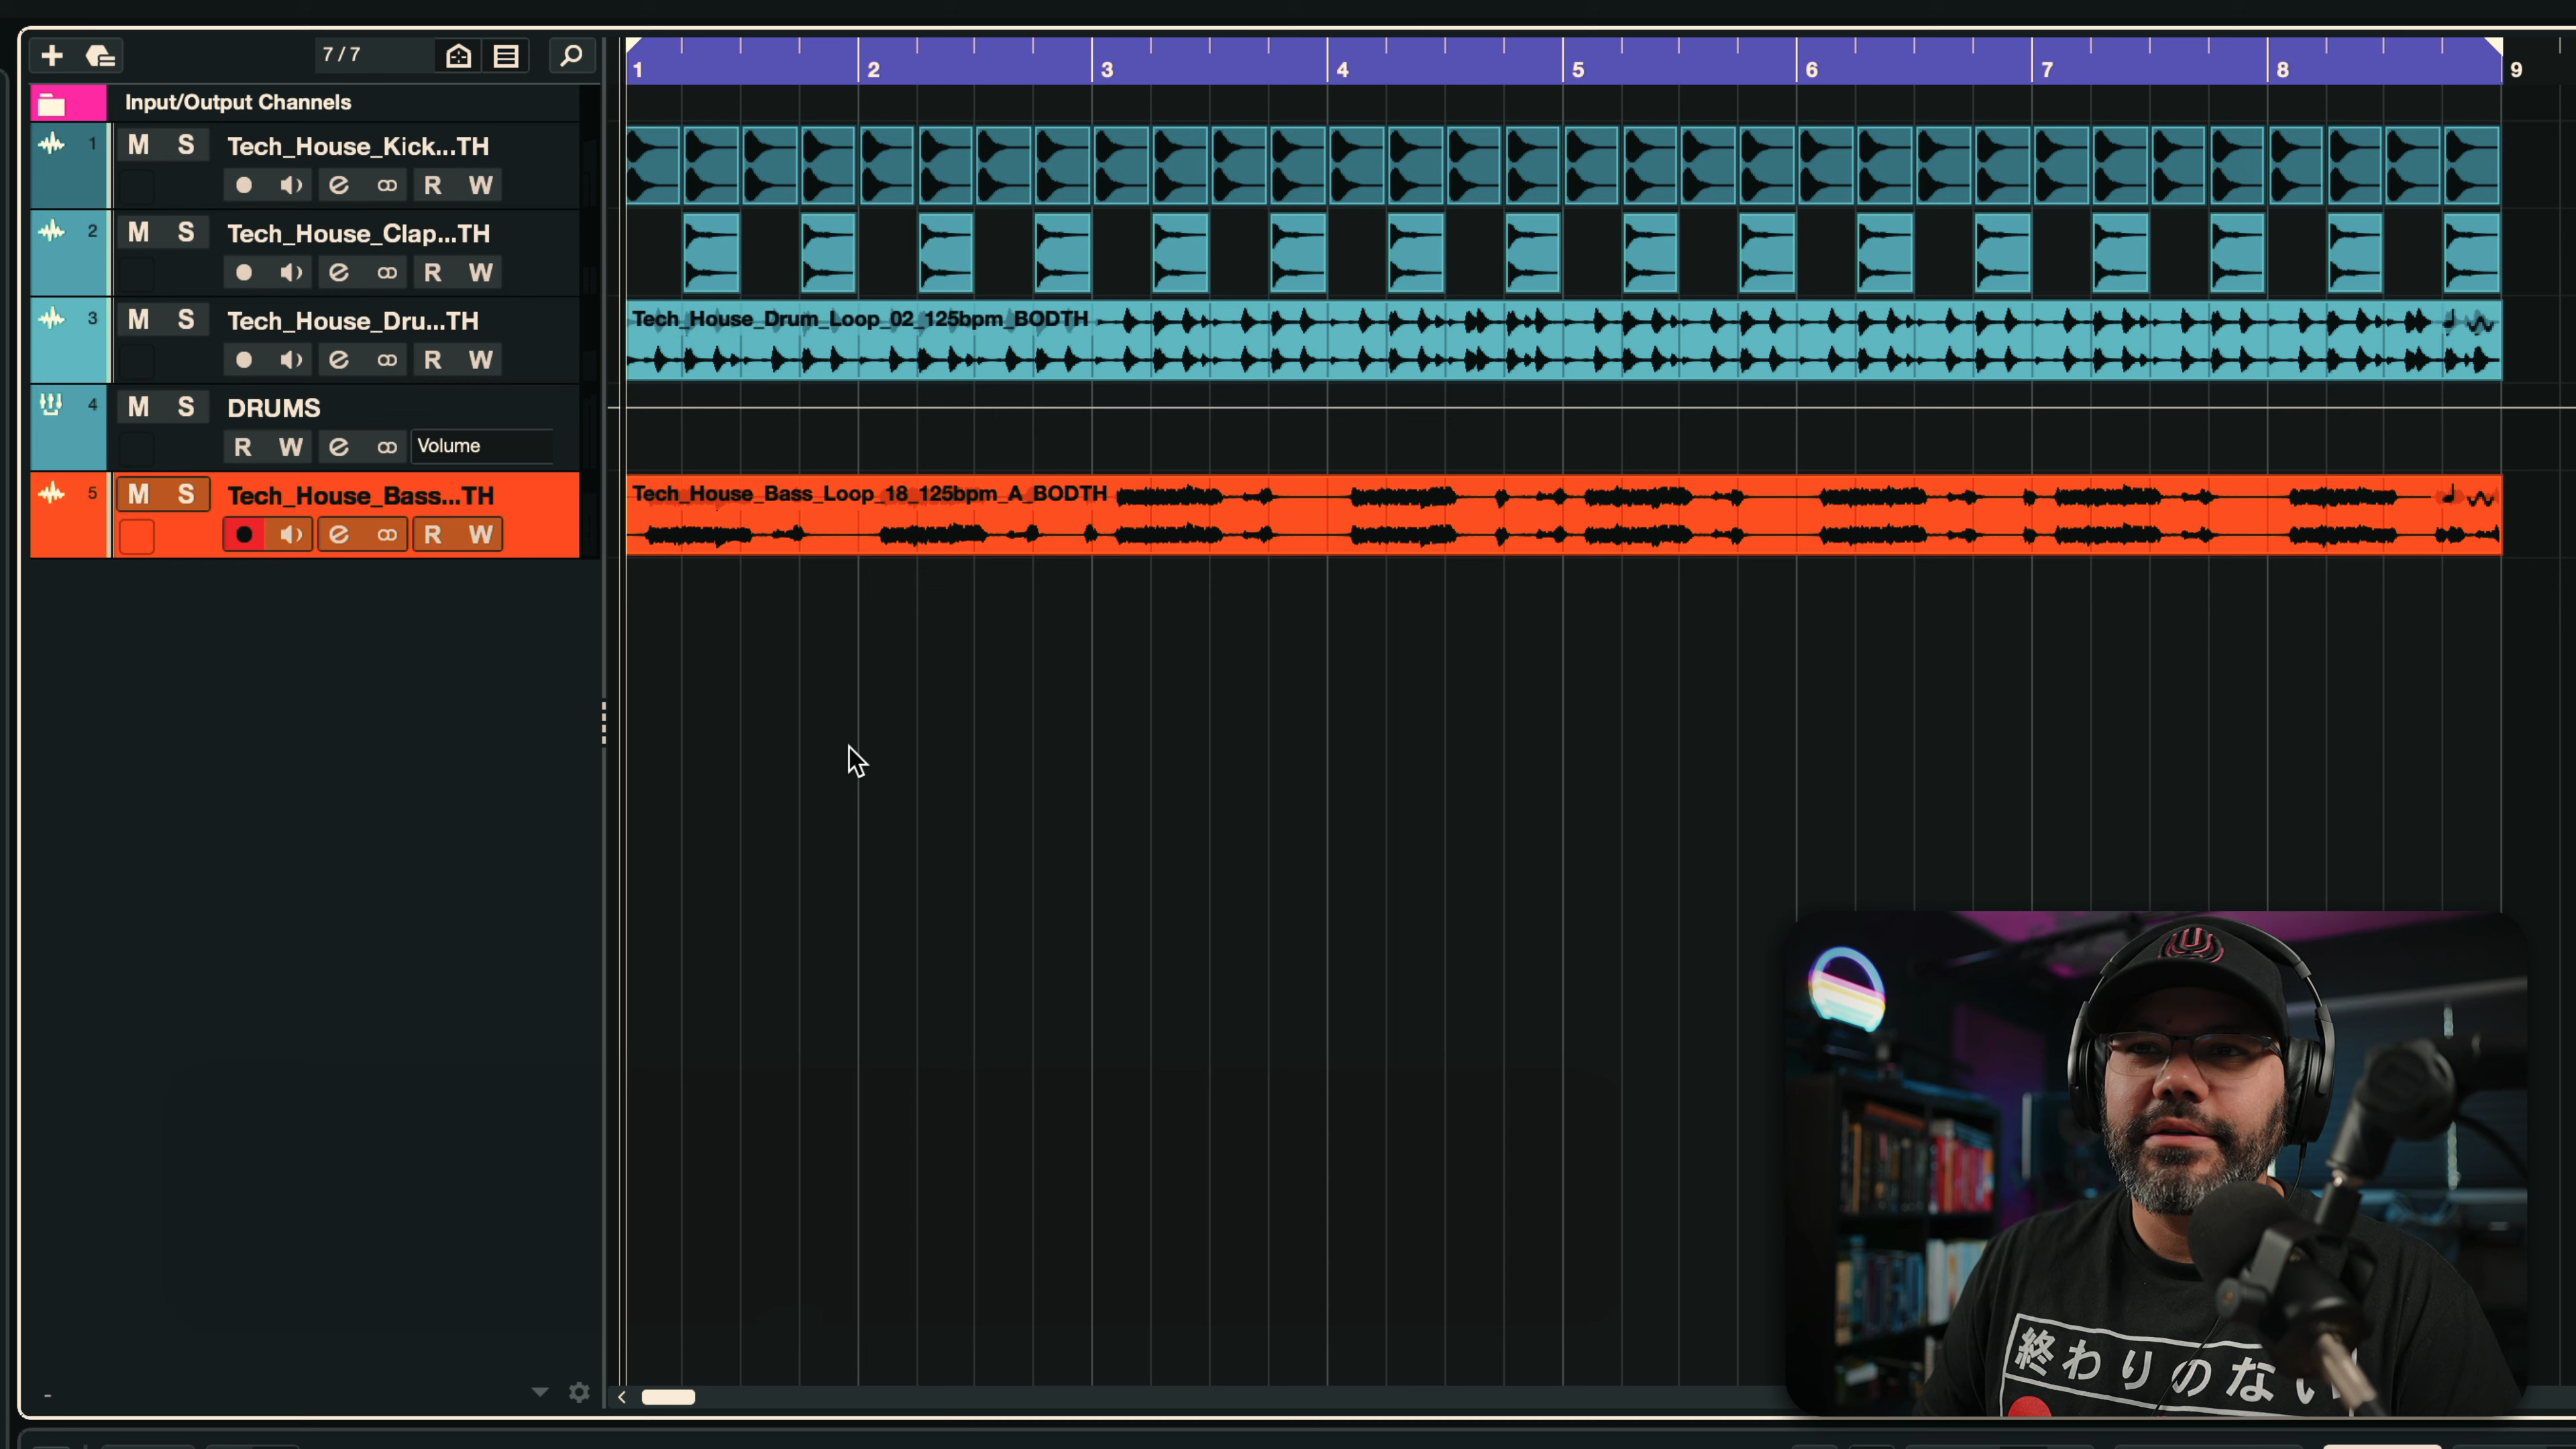 7 / 7
1 2 3 4 5 6 7 8 9
Input/Output Channels
1 M S Tech_House_Kick...TH
R W
2 M S Tech_House_Clap...TH
R W
3 M S Tech_House_Dru...TH
R W
Tech_House_Drum_Loop_02_125bpm_BODTH
4 M S DRUMS
R W Volume
5 M S Tech_House_Bass...TH
R W
Tech_House_Bass_Loop_18_125bpm_A_BODTH
終わりのない